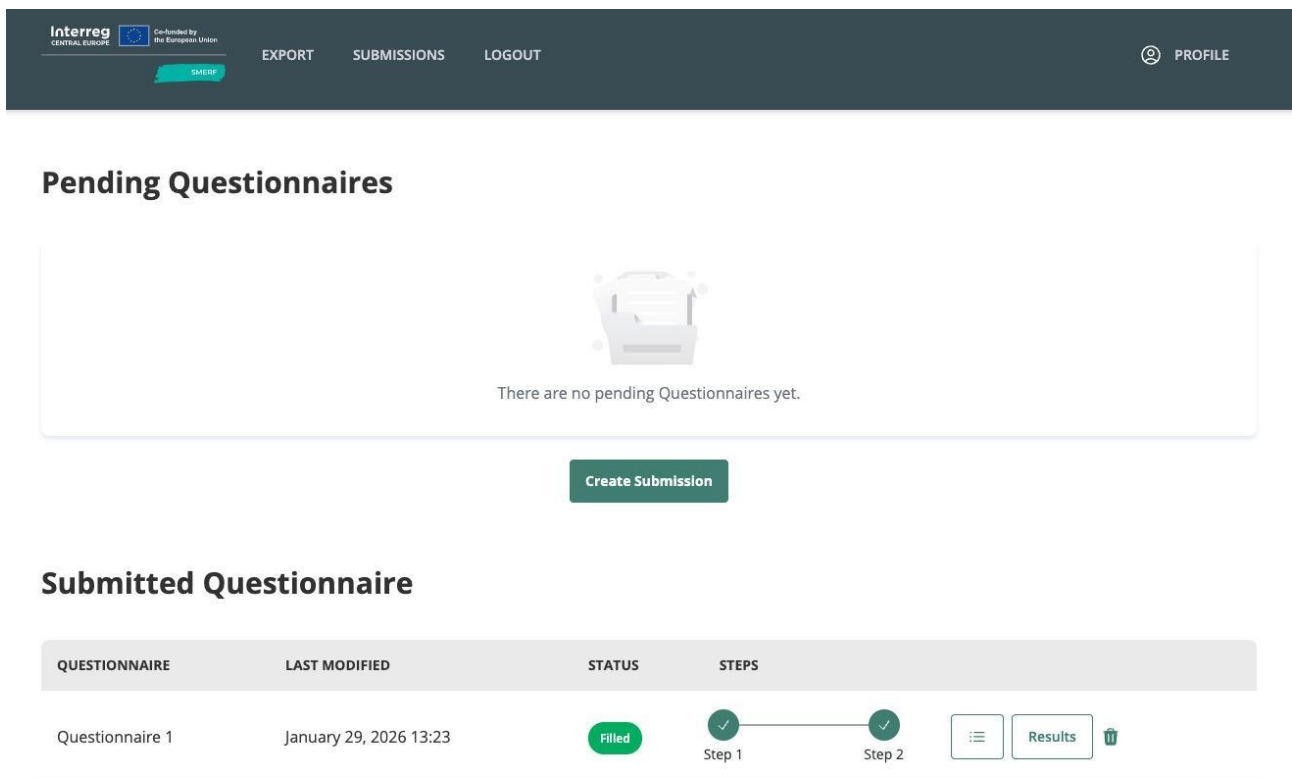 Interreg
CENTRAL EUROPE
Co-funded by
the European Union
SMERF
EXPORT SUBMISSIONS LOGOUT PROFILE
Pending Questionnaires
There are no pending Questionnaires yet.
Create Submission
Submitted Questionnaire
QUESTIONNAIRE LAST MODIFIED STATUS STEPS
Questionnaire 1 January 29, 2026 13:23 Filled Step 1 Step 2 Results